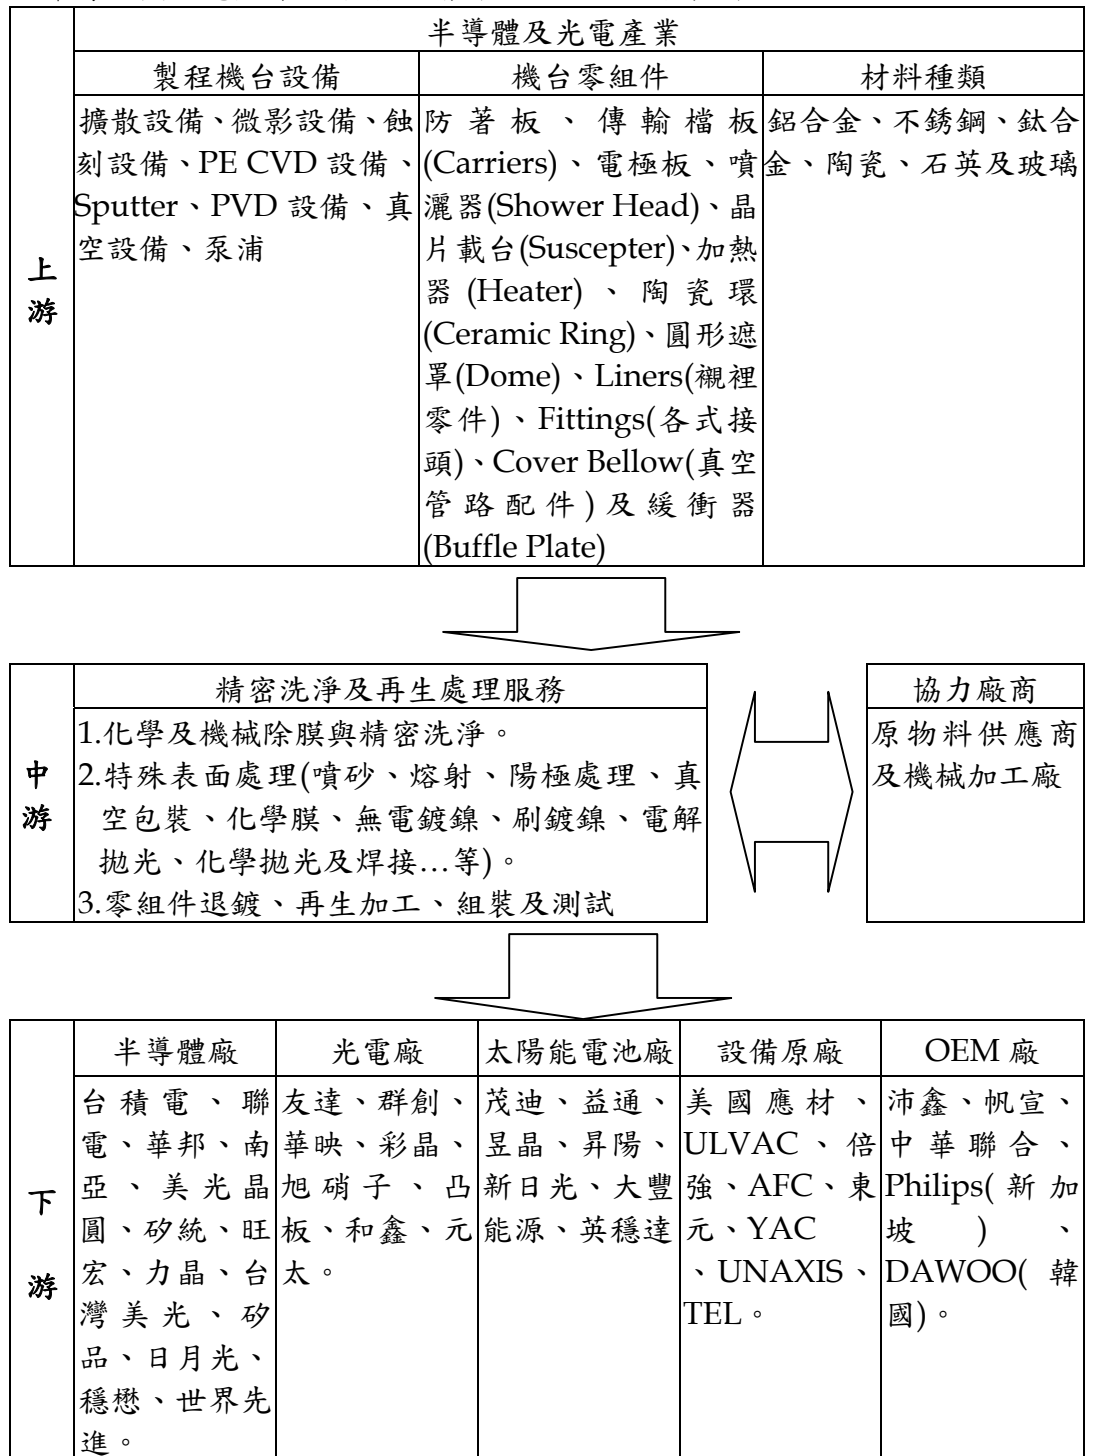 半導體及光電產業
製程機台設備
機台零組件
材料種類
上游
擴散設備、微影設備、蝕
刻設備、PE CVD 設備、
Sputter、PVD 設備、真
空設備、泵浦
防著板、傳輸檔板
(Carriers)、電極板、噴
灑器(Shower Head)、晶
片載台(Suscepter)、加熱
器(Heater)、陶瓷環
(Ceramic Ring)、圓形遮
罩(Dome)、Liners(襯裡
零件)、Fittings(各式接
頭)、Cover Bellow(真空
管路配件)及緩衝器
(Buffle Plate)
鋁合金、不銹鋼、鈦合
金、陶瓷、石英及玻璃
中游
精密洗淨及再生處理服務
1.化學及機械除膜與精密洗淨。
2.特殊表面處理(噴砂、熔射、陽極處理、真
空包裝、化學膜、無電鍍鎳、刷鍍鎳、電解
拋光、化學拋光及焊接…等)。
3.零組件退鍍、再生加工、組裝及測試
協力廠商
原物料供應商
及機械加工廠
下游
半導體廠
光電廠
太陽能電池廠
設備原廠
OEM 廠
台積電、聯
電、華邦、南
亞、美光晶
圓、矽統、旺
宏、力晶、台
灣美光、矽
品、日月光、
穩懋、世界先
進。
友達、群創、
華映、彩晶、
旭硝子、凸
板、和鑫、元
太。
茂迪、益通、
昱晶、昇陽、
新日光、大豐
能源、英穩達
美國應材、
ULVAC、倍
強、AFC、東
元、YAC
、UNAXIS、
TEL。
沛鑫、帆宣、
中華聯合、
Philips(新加
坡)、
DAWOO(韓
國)。